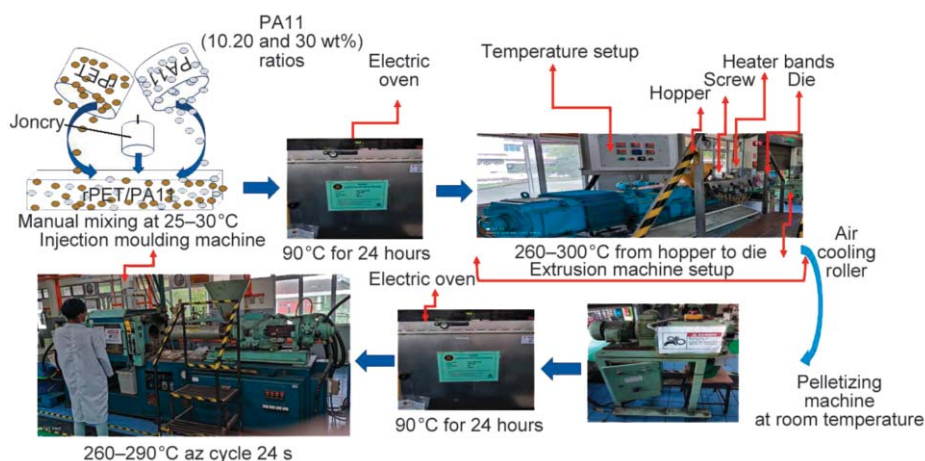 PA11
(10.20 and 30 wt%)
ratios
rPET
PA11
Joncry
rPET/PA11
Manual mixing at 25–30°C
Electric
oven
90°C for 24 hours
Temperature setup
Hopper
Screw
Heater bands
Die
260–300°C from hopper to die
Extrusion machine setup
Air
cooling
roller
Pelletizing
machine
at room temperature
Electric oven
90°C for 24 hours
Injection moulding machine
260–290°C az cycle 24 s